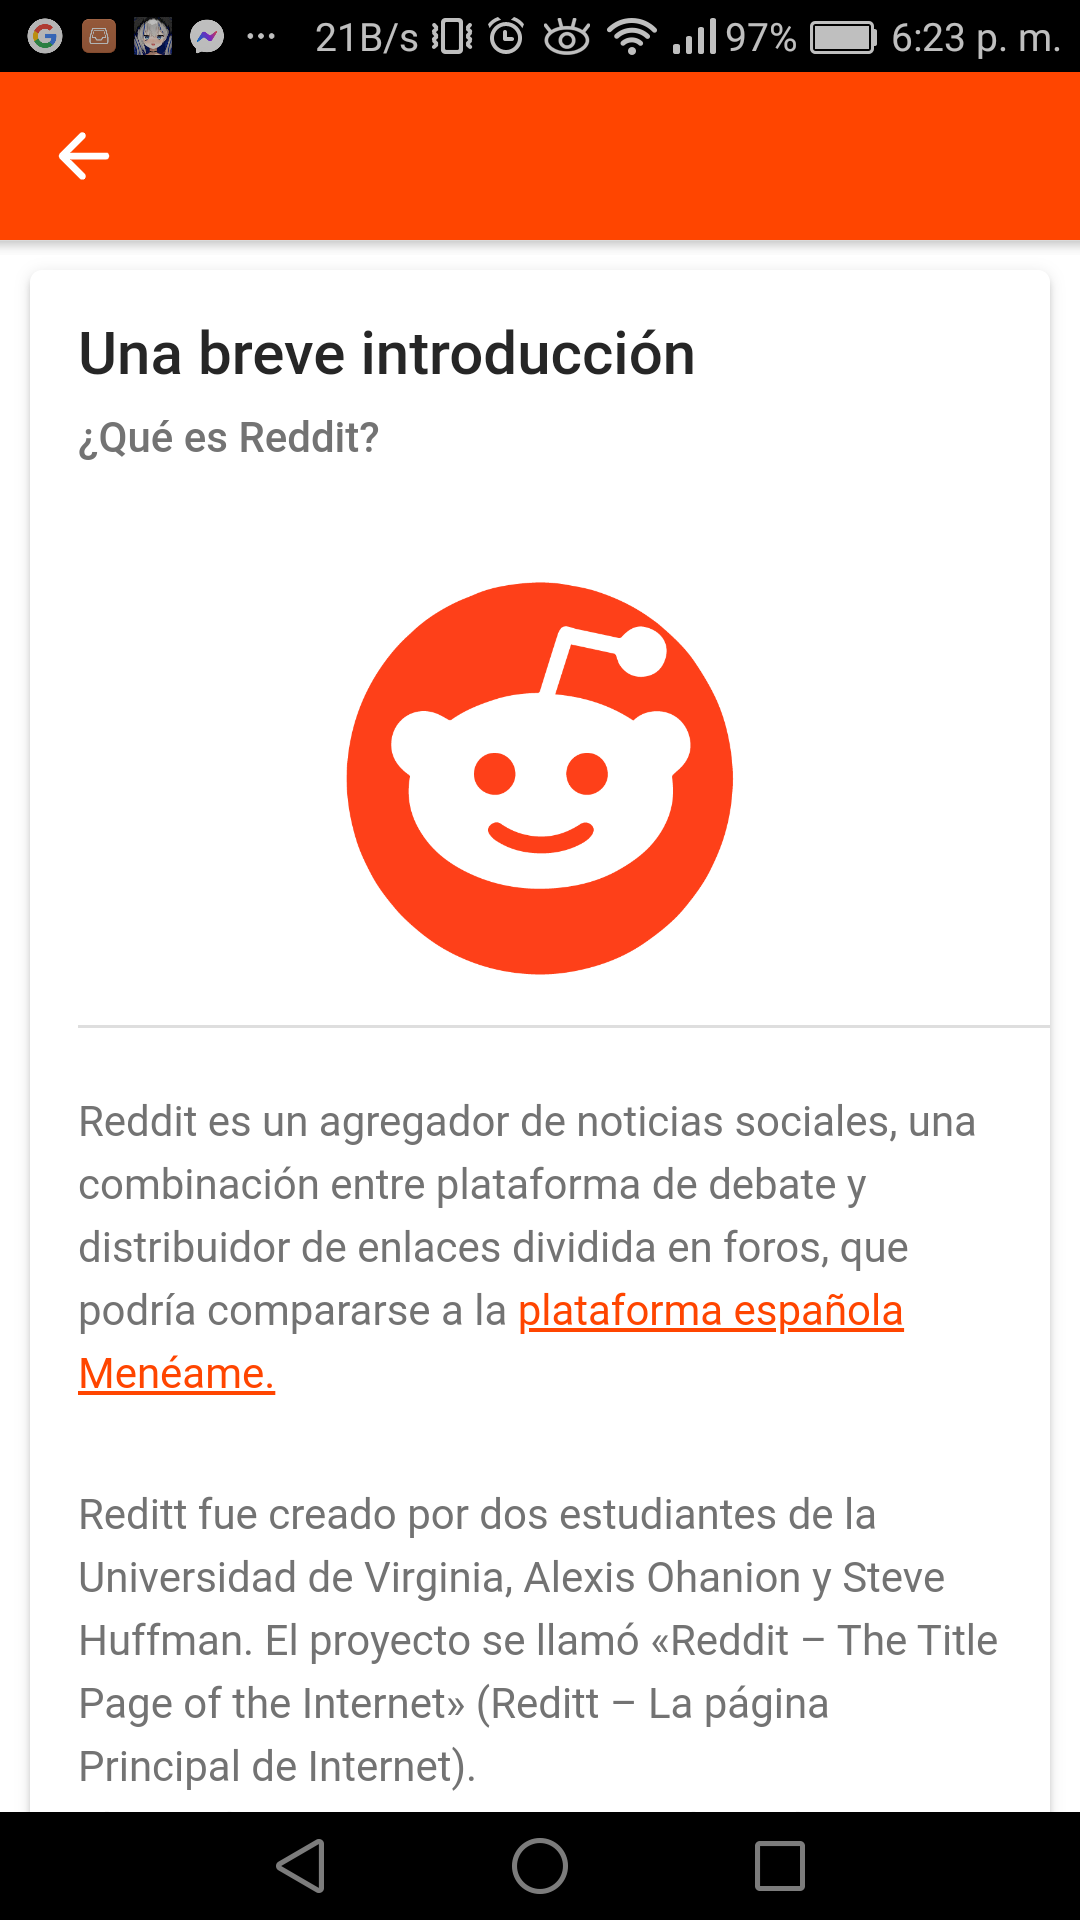 21B/s 97% 6:23 p. m.
Una breve introducción
¿Qué es Reddit?
Reddit es un agregador de noticias sociales, una
combinación entre plataforma de debate y
distribuidor de enlaces dividida en foros, que
podría compararse a la plataforma española
Menéame.
Reditt fue creado por dos estudiantes de la
Universidad de Virginia, Alexis Ohanion y Steve
Huffman. El proyecto se llamó «Reddit – The Title
Page of the Internet» (Reditt – La página
Principal de Internet).